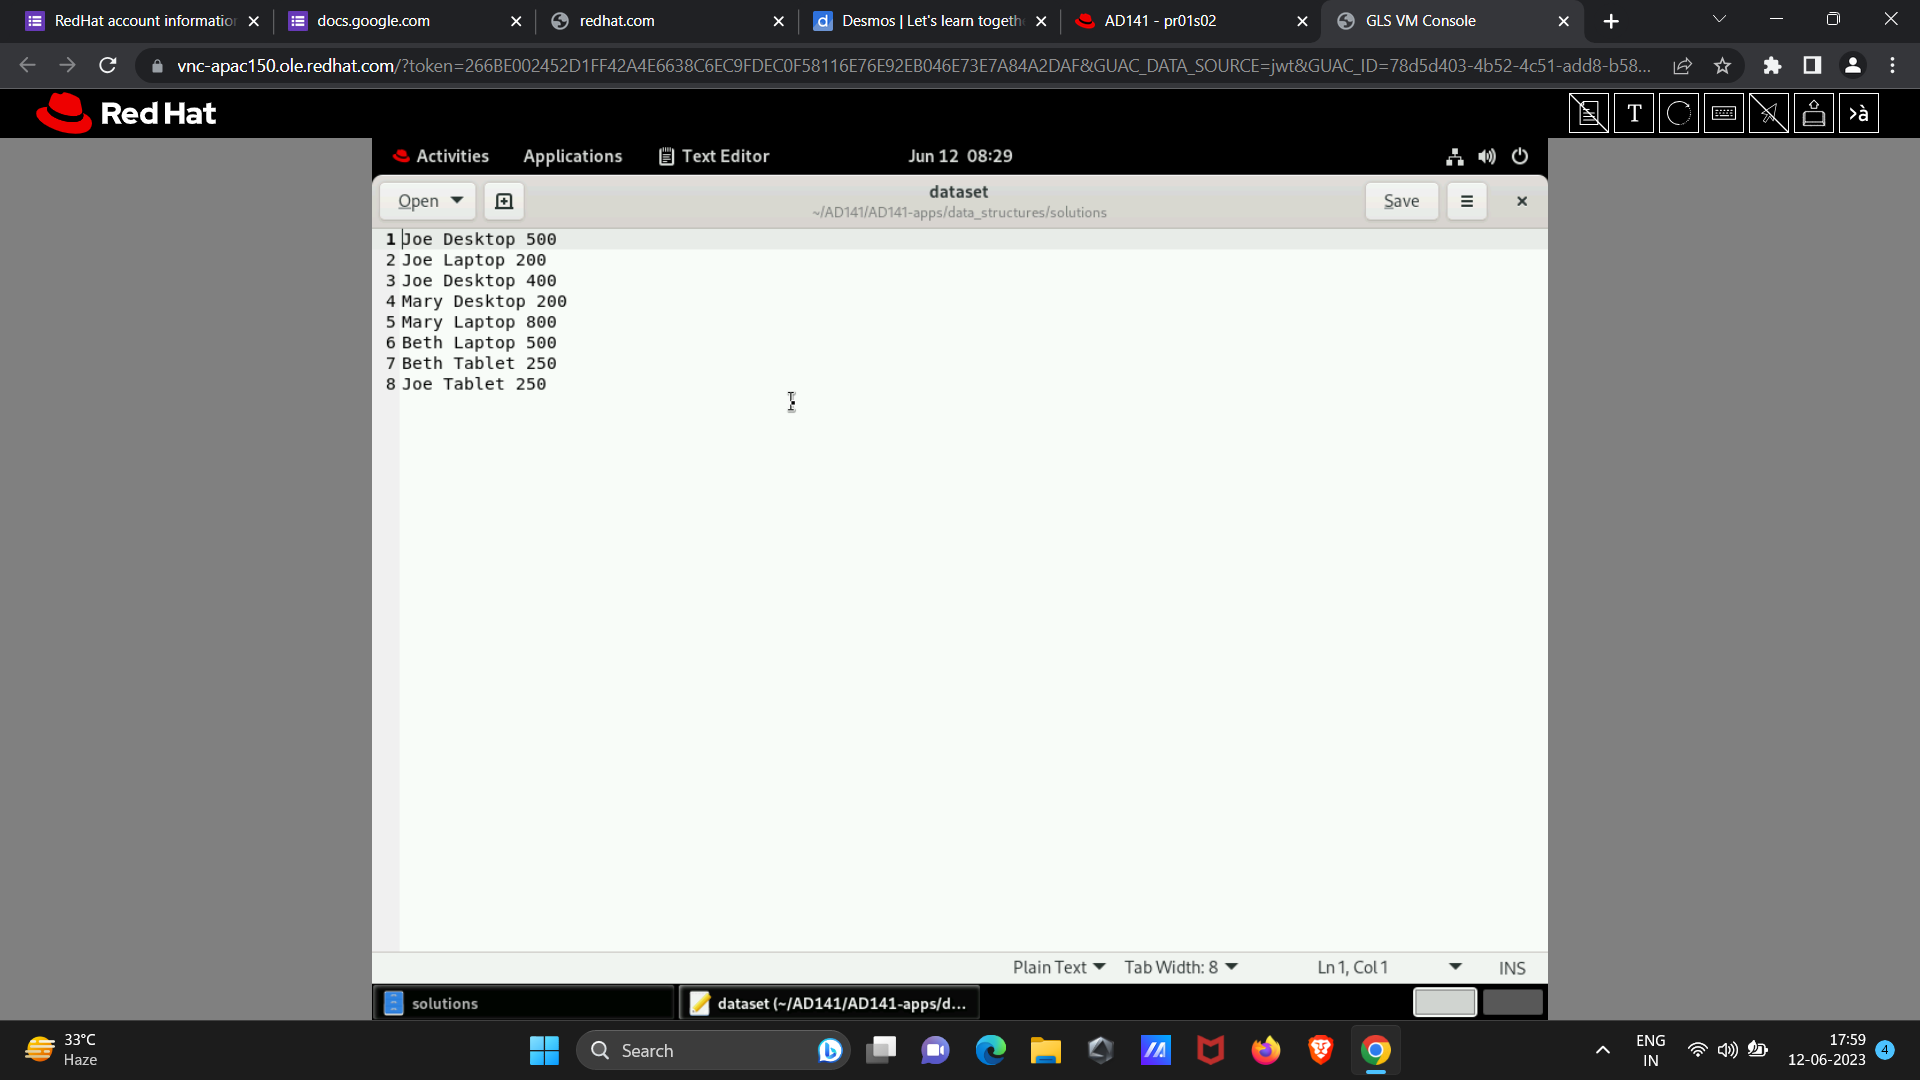 RedHat account informatio
docs.google.com
redhat.com
Desmos | Let's learn togeth
AD141 - pr01s02
GLS VM Console
vnc-apac150.ole.redhat.com/?token=266BE002452D1FF42A4E6638C6EC9FDEC0F58116E76E92EB046E73E7A84A2DAF&GUAC_DATA_SOURCE=jwt&GUAC_ID=78d5d403-4b52-4c51-add8-b58...
Red Hat
T
>à
Activities Applications Text Editor Jun 12 08:29
Open dataset Save
~/AD141/AD141-apps/data_structures/solutions
1 Joe Desktop 500
2 Joe Laptop 200
3 Joe Desktop 400
4 Mary Desktop 200
5 Mary Laptop 800
6 Beth Laptop 500
7 Beth Tablet 250
8 Joe Tablet 250
Plain Text Tab Width: 8 Ln 1, Col 1 INS
solutions dataset (~/AD141/AD141-apps/d...
33°C
Haze
Search
ENG
IN
17:59
12-06-2023
4